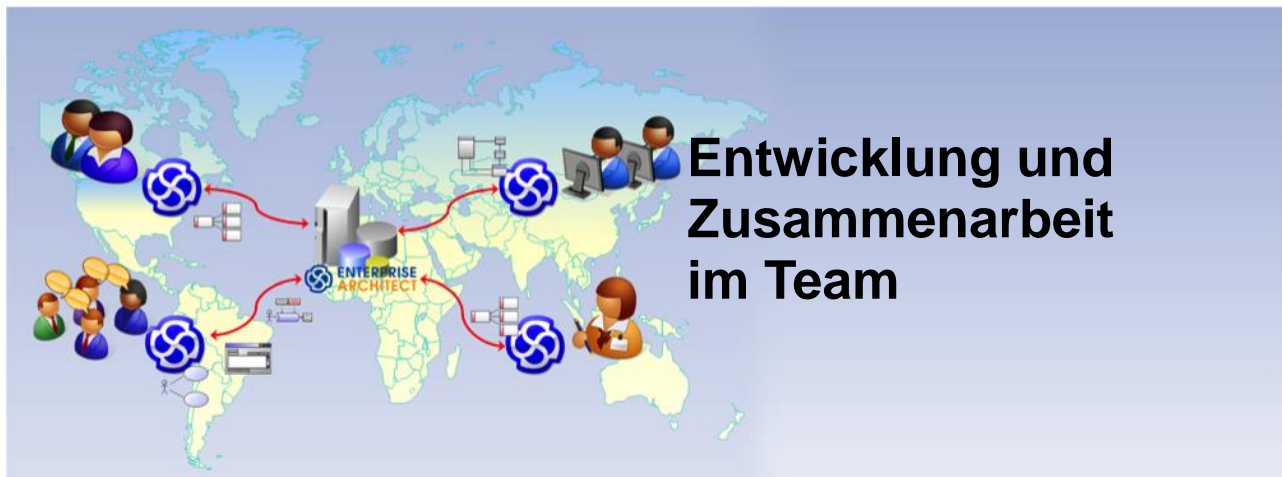 Entwicklung und
Zusammenarbeit
im Team
ENTERPRISE
ARCHITECT